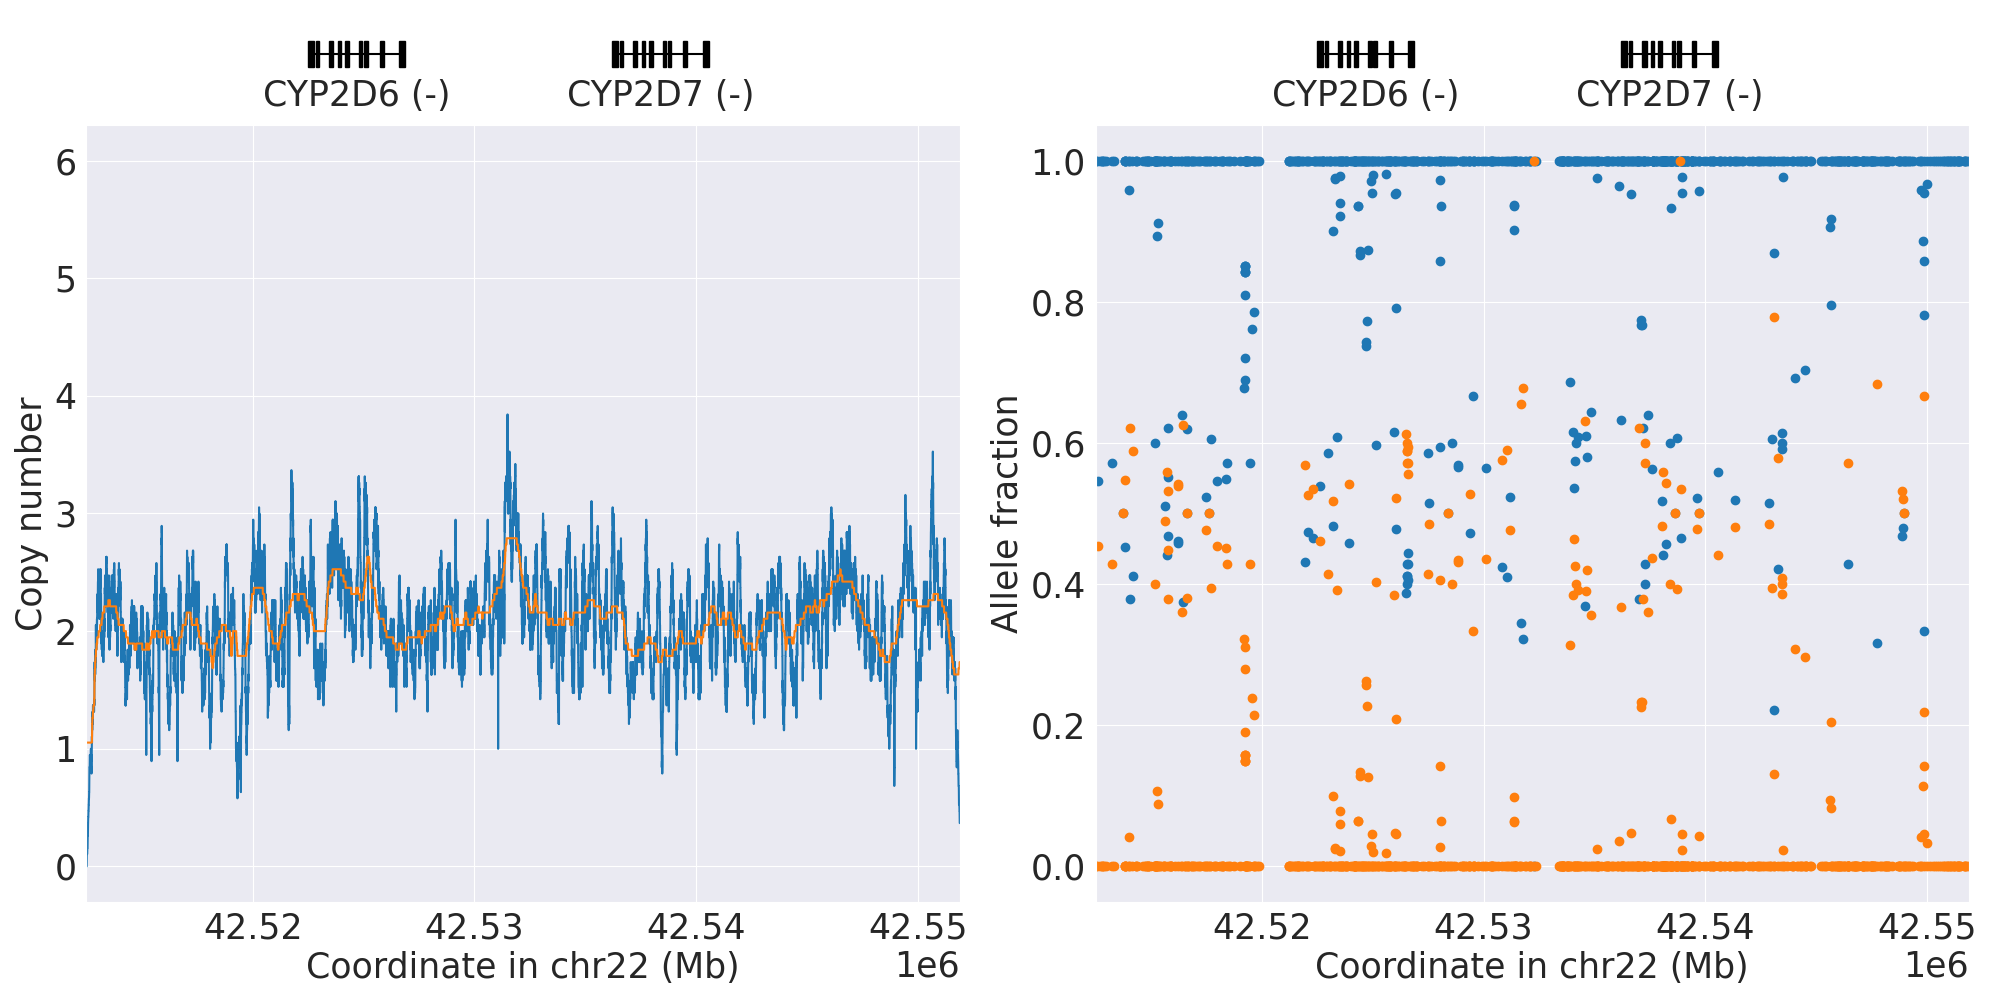 CYP2D6 (-) CYP2D7 (-)
CYP2D6 (-) CYP2D7 (-)
Copy number
6
5
4
3
2
1
0
42.52 42.53 42.54 42.55
Coordinate in chr22 (Mb)
1e6
Allele fraction
1.0
0.8
0.6
0.4
0.2
0.0
42.52 42.53 42.54 42.55
Coordinate in chr22 (Mb)
1e6